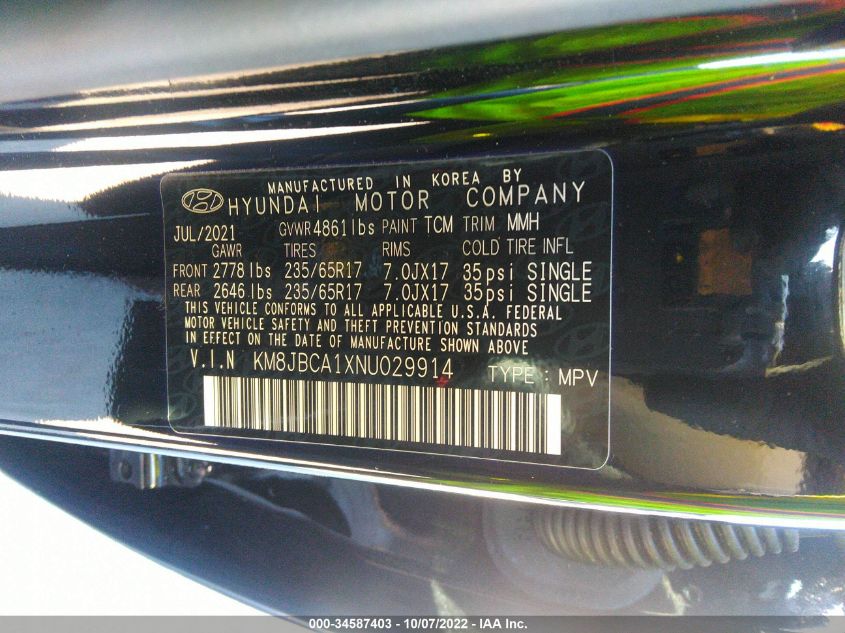 MANUFACTURED IN KOREA BY
HYUNDAI MOTOR COMPANY
JUL/2021 GVWR 4861 lbs PAINT TCM TRIM MMH
GAWR TIRES RIMS COLD TIRE INFL
FRONT 2778 lbs 235/65R17 7.0JX17 35psi SINGLE
REAR 2646 lbs 235/65R17 7.0JX17 35psi SINGLE
THIS VEHICLE CONFORMS TO ALL APPLICABLE U.S.A. FEDERAL
MOTOR VEHICLE SAFETY AND THEFT PREVENTION STANDARDS
IN EFFECT ON THE DATE OF MANUFACTURE SHOWN ABOVE
V.I.N KM8JBCA1XNU029914 TYPE : MPV
000-34587403 - 10/07/2022 - IAA Inc.